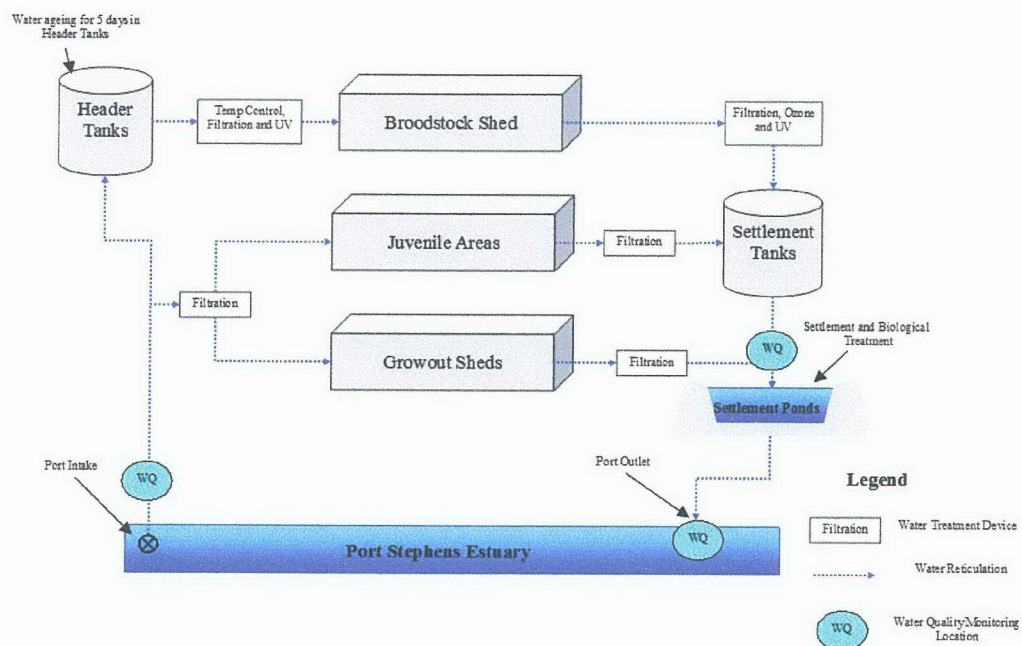 Water ageing for 5 days in
Header Tanks
Header
Tanks
Temp Control,
Filtration and UV
Broodstock Shed
Filtration, Ozone
and UV
Juvenile Areas
Filtration
Settlement
Tanks
Filtration
Growout Sheds
Filtration
WQ
Settlement and Biological
Treatment
Settlement Ponds
Port Intake
WQ
Port Outlet
WQ
Port Stephens Estuary
Legend
Filtration
Water Treatment Device
Water Reticulation
WQ
Water Quality Monitoring
Location